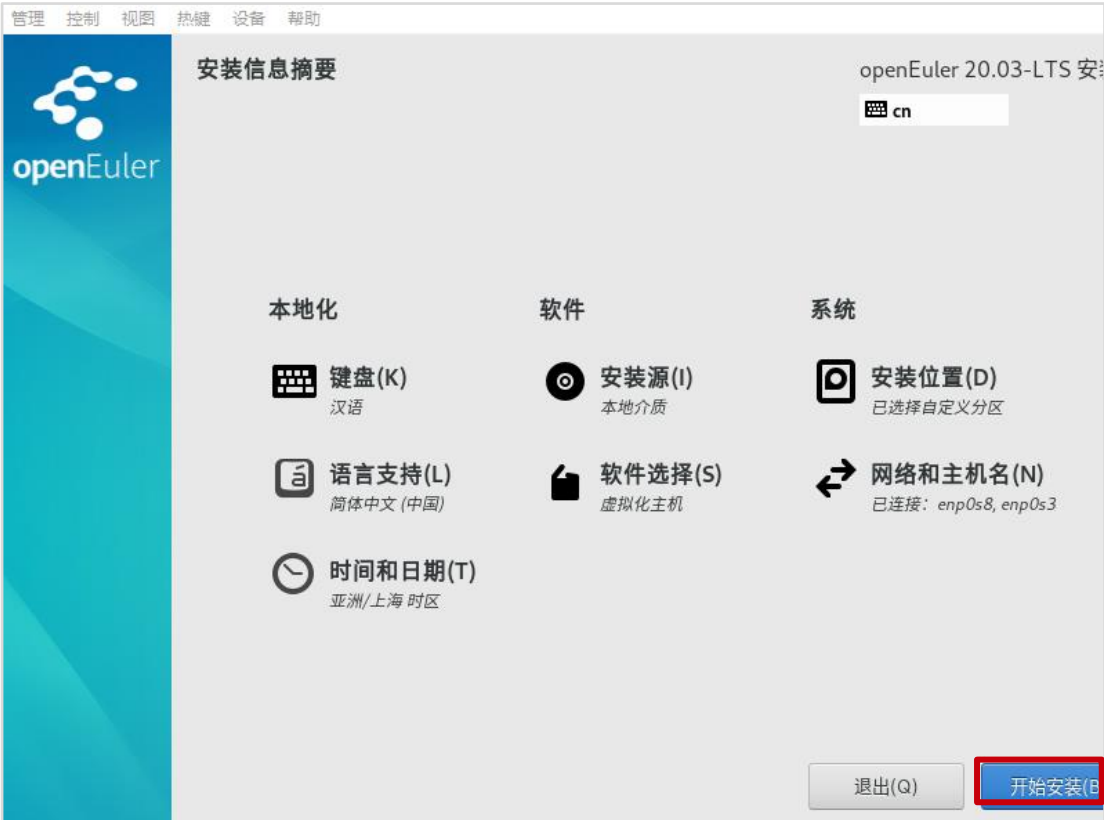 管理 控制 视图 热键 设备 帮助
openEuler
安装信息摘要
openEuler 20.03-LTS 安
cn
本地化
键盘(K)
汉语
语言支持(L)
简体中文 (中国)
时间和日期(T)
亚洲/上海 时区
软件
安装源(I)
本地介质
软件选择(S)
虚拟化主机
系统
安装位置(D)
已选择自定义分区
网络和主机名(N)
已连接：enp0s8, enp0s3
退出(Q)
开始安装(B